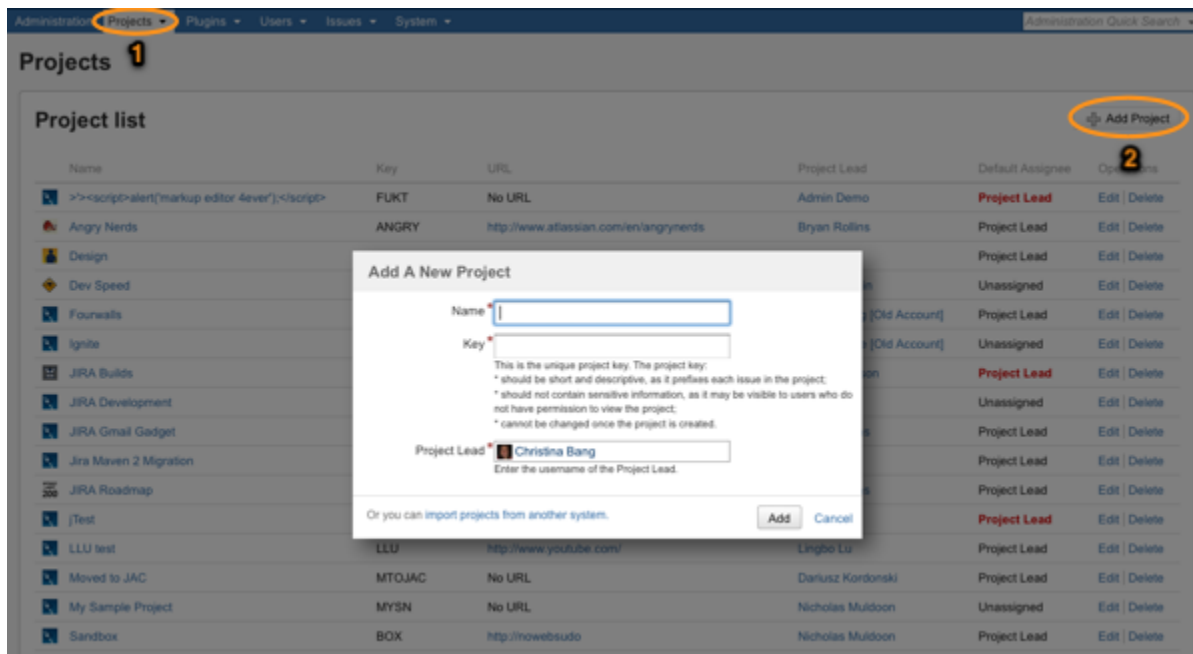 Administration Projects Plugins Users Issues System Administration Quick Search
1
Projects
Project list
Add Project
2
Name Key URL Project Lead Default Assignee
>'><script>alert('markup editor 4ever');</script> FUKT No URL Admin Demo Project Lead Edit Delete
Angry Nerds ANGRY http://www.atlassian.com/en/angrynerds Bryan Rollins Project Lead Edit Delete
Design Project Lead Edit Delete
Dev Speed Unassigned Edit Delete
Fourwalls [Old Account] Project Lead Edit Delete
Ignite [Old Account] Unassigned Edit Delete
JIRA Builds Project Lead Edit Delete
JIRA Development Unassigned Edit Delete
JIRA Gmail Gadget Project Lead Edit Delete
Jira Maven 2 Migration Project Lead Edit Delete
200 JIRA Roadmap Project Lead Edit Delete
jTest Project Lead Edit Delete
LLU test LLU http://www.youtube.com/ Lingbo Lu Project Lead Edit Delete
Moved to JAC MTOJAC No URL Dariusz Kordonski Project Lead Edit Delete
My Sample Project MYSN No URL Nicholas Muldoon Unassigned Edit Delete
Sandbox BOX http://nowebsudo Nicholas Muldoon Project Lead Edit Delete
Add A New Project
Name *
Key *
This is the unique project key. The project key:
* should be short and descriptive, as it prefixes each issue in the project;
* should not contain sensitive information, as it may be visible to users who do
not have permission to view the project;
* cannot be changed once the project is created.
Project Lead * Christina Bang
Enter the username of the Project Lead.
Or you can import projects from another system. Add Cancel